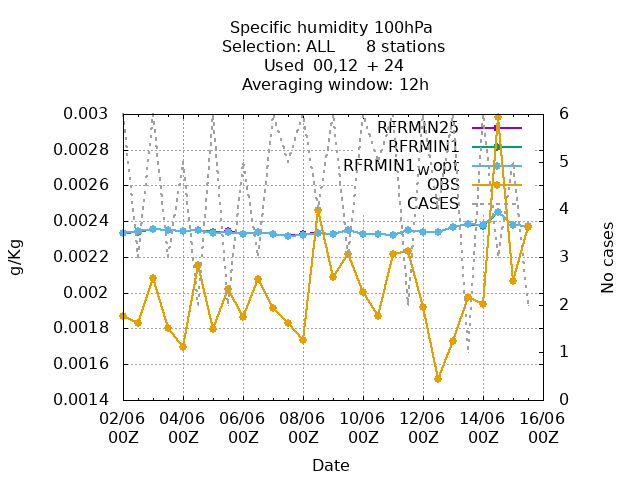 Specific humidity 100hPa
Selection: ALL 8 stations
Used 00,12 + 24
Averaging window: 12h
0.003
0.0028
0.0026
0.0024
0.0022
0.002
0.0018
0.0016
0.0014
g/Kg
RFRMIN25
RFRMIN1
RFRMIN1_w opt
OBS
CASES
6
5
4
3
2
1
0
No cases
02/06 04/06 06/06 08/06 10/06 12/06 14/06 16/06
00Z 00Z 00Z 00Z 00Z 00Z 00Z 00Z
Date